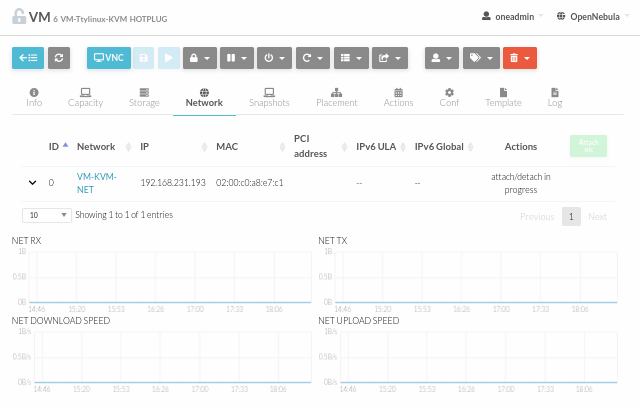 VM 6 VM-Ttylinux-KVM HOTPLUG
oneadmin OpenNebula
VNC
Info Capacity Storage Network Snapshots Placement Actions Conf Template Log
ID Network IP MAC PCI address IPv6 ULA IPv6 Global Actions Attach nic
0 VM-KVM-NET 192.168.231.193 02:00:c0:a8:e7:c1 -- -- attach/detach in progress
10 Showing 1 to 1 of 1 entries Previous 1 Next
NET RX NET TX
1B 1B
0.5B 0.5B
0B 0B
14:46 15:20 15:53 16:26 17:00 17:33 18:06 14:46 15:20 15:53 16:26 17:00 17:33 18:06
NET DOWNLOAD SPEED NET UPLOAD SPEED
1B/s 1B/s
0.5B/s 0.5B/s
0B/s 0B/s
14:46 15:20 15:53 16:26 17:00 17:33 18:06 14:46 15:20 15:53 16:26 17:00 17:33 18:06